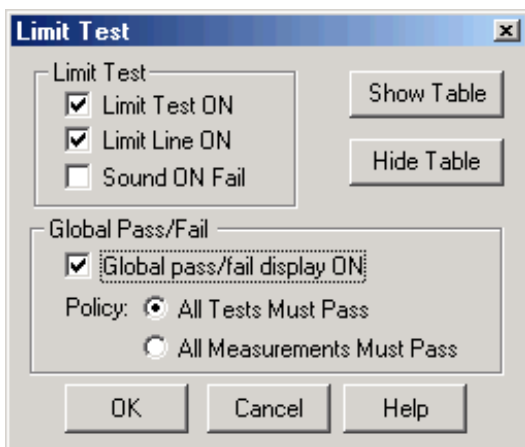 Limit Test
Limit Test
Limit Test ON
Limit Line ON
Sound ON Fail
Show Table
Hide Table
Global Pass/Fail
Global pass/fail display ON
Policy: All Tests Must Pass
All Measurements Must Pass
OK Cancel Help